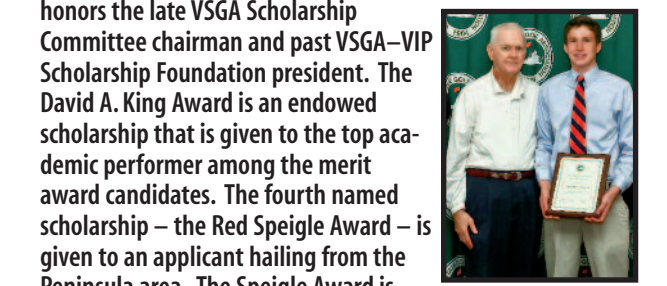 honors the late VSGA Scholarship
Committee chairman and past VSGA–VIP
Scholarship Foundation president. The
David A. King Award is an endowed
scholarship that is given to the top aca-
demic performer among the merit
award candidates. The fourth named
scholarship – the Red Speigle Award – is
given to an applicant hailing from the
Peninsula area. The Speigle Award is